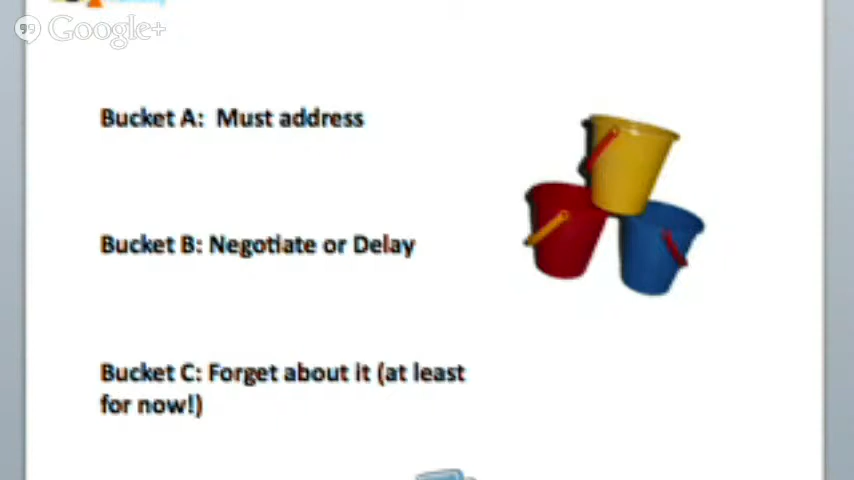 Google+
Bucket A: Must address
Bucket B: Negotiate or Delay
Bucket C: Forget about it (at least
for now!)